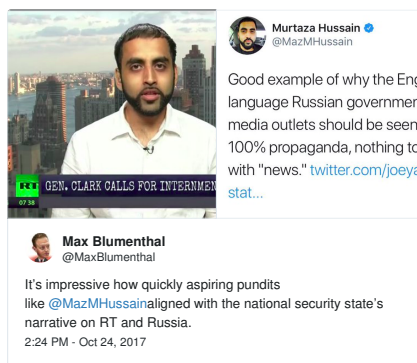 RT GEN. CLARK CALLS FOR INTERNMEN
07 38
Murtaza Hussain
@MazMHussain
Good example of why the Eng
language Russian governmer
media outlets should be seen
100% propaganda, nothing to
with "news." twitter.com/joeya
stat...
Max Blumenthal
@MaxBlumenthal
It's impressive how quickly aspiring pundits
like @MazMHussainaligned with the national security state's
narrative on RT and Russia.
2:24 PM - Oct 24, 2017